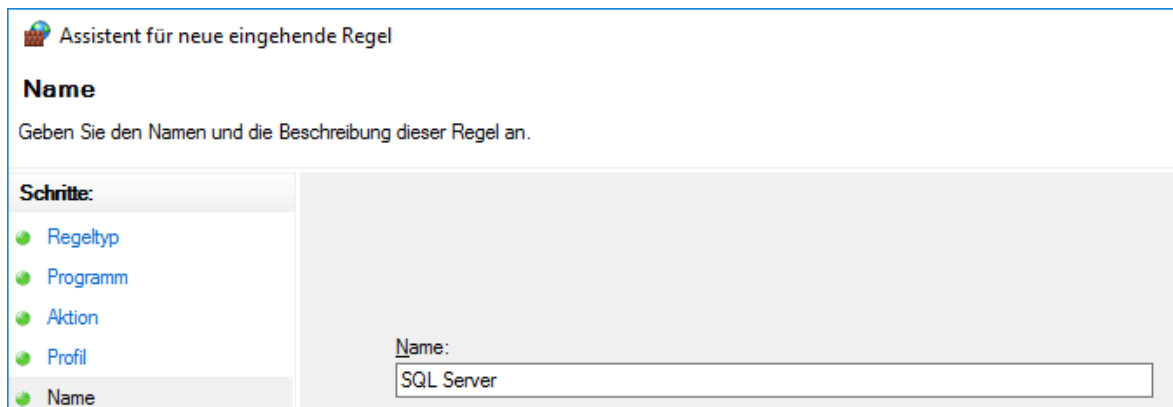 Assistent für neue eingehende Regel
Name
Geben Sie den Namen und die Beschreibung dieser Regel an.
Schritte:
Regeltyp
Programm
Aktion
Profil
Name
Name:
SQL Server